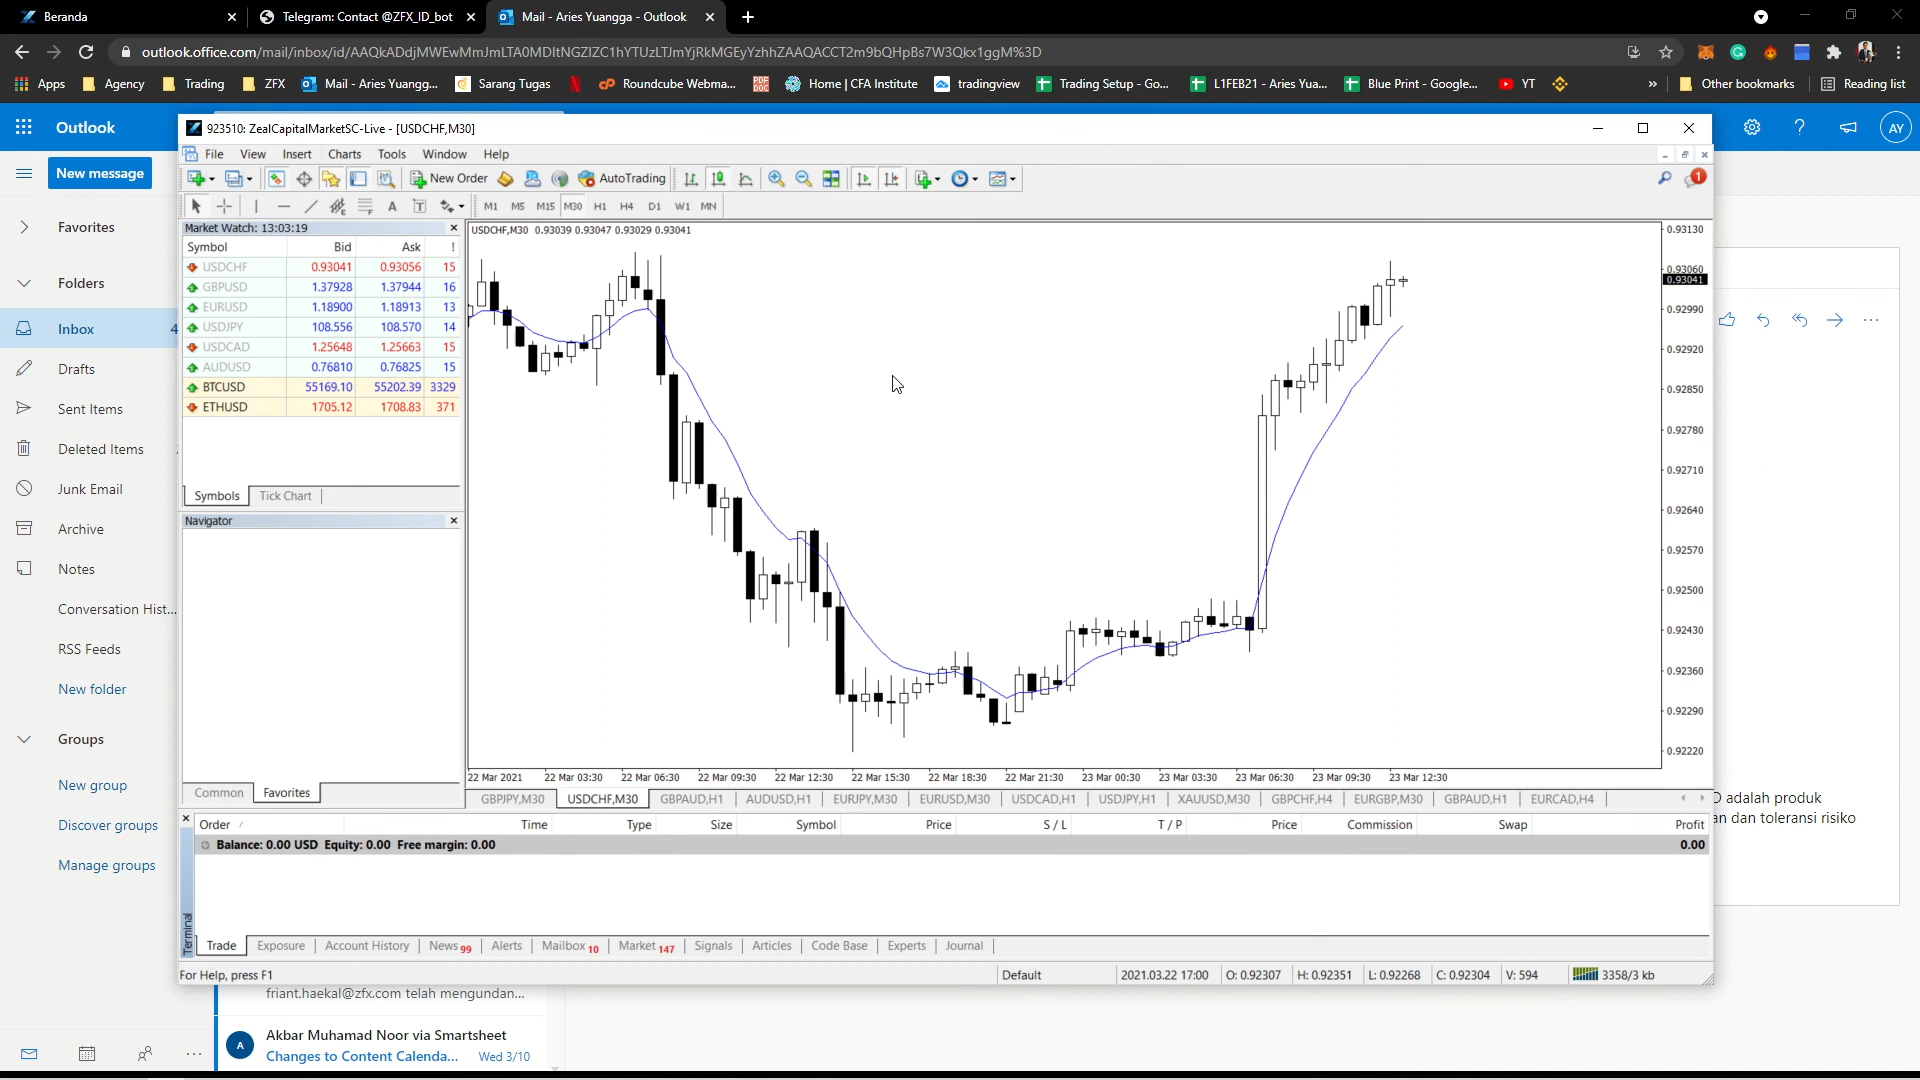 Beranda
Telegram: Contact @ZFX_ID_bot
Mail - Aries Yuangga - Outlook
outlook.office.com/mail/inbox/id/AAQkADdjMWEwMmJmLTA0MDItNGZlZC1hYTUzLTJmYjRkMGEyYzhhZAAQACCT2m9bQHpBs7W3Qkx1ggM%3D
Apps Agency Trading ZFX Mail - Aries Yuangg... Sarang Tugas Roundcube Webma... Home | CFA Institute tradingview Trading Setup - Go... L1FEB21 - Aries Yua... Blue Print - Google... YT » Other bookmarks Reading list
Outlook
AY
923510: ZealCapitalMarketSC-Live - [USDCHF,M30]
File View Insert Charts Tools Window Help
New message
New Order AutoTrading
1
M1 M5 M15 M30 H1 H4 D1 W1 MN
Favorites
Folders
Inbox 4
Drafts
Sent Items
Deleted Items
Junk Email
Archive
Notes
Conversation Hist...
RSS Feeds
New folder
Groups
New group
Discover groups
Manage groups
Market Watch: 13:03:19
Symbol Bid Ask !
USDCHF 0.93041 0.93056 15
GBPUSD 1.37928 1.37944 16
EURUSD 1.18900 1.18913 13
USDJPY 108.556 108.570 14
USDCAD 1.25648 1.25663 15
AUDUSD 0.76810 0.76825 15
BTCUSD 55169.10 55202.39 3329
ETHUSD 1705.12 1708.83 371
Symbols Tick Chart
Navigator
Common Favorites
USDCHF,M30 0.93039 0.93047 0.93029 0.93041
0.93130
0.93060
0.93041
0.92990
0.92920
0.92850
0.92780
0.92710
0.92640
0.92570
0.92500
0.92430
0.92360
0.92290
0.92220
22 Mar 2021 22 Mar 03:30 22 Mar 06:30 22 Mar 09:30 22 Mar 12:30 22 Mar 15:30 22 Mar 18:30 22 Mar 21:30 23 Mar 00:30 23 Mar 03:30 23 Mar 06:30 23 Mar 09:30 23 Mar 12:30
GBPJPY,M30 USDCHF,M30 GBPAUD,H1 AUDUSD,H1 EURJPY,M30 EURUSD,M30 USDCAD,H1 USDJPY,H1 XAUUSD,M30 GBPCHF,H4 EURGBP,M30 GBPAUD,H1 EURCAD,H4
D adalah produk
an dan toleransi risiko
Order Time Type Size Symbol Price S / L T / P Price Commission Swap Profit
Balance: 0.00 USD Equity: 0.00 Free margin: 0.00 0.00
Terminal
Trade Exposure Account History News 99 Alerts Mailbox 10 Market 147 Signals Articles Code Base Experts Journal
For Help, press F1 Default 2021.03.22 17:00 O: 0.92307 H: 0.92351 L: 0.92268 C: 0.92304 V: 594 3358/3 kb
friant.haekal@zfx.com telah mengundan...
A
Akbar Muhamad Noor via Smartsheet
Changes to Content Calenda... Wed 3/10